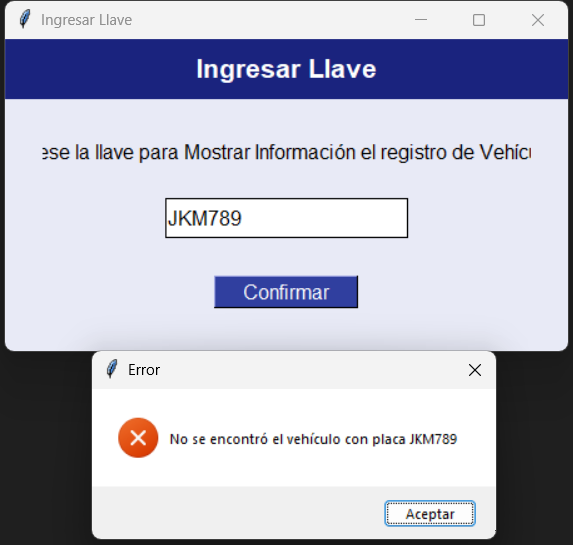 Ingresar Llave
Ingresar Llave
ese la llave para Mostrar Información el registro de Vehícu
JKM789
Confirmar
Error
No se encontró el vehículo con placa JKM789
Aceptar